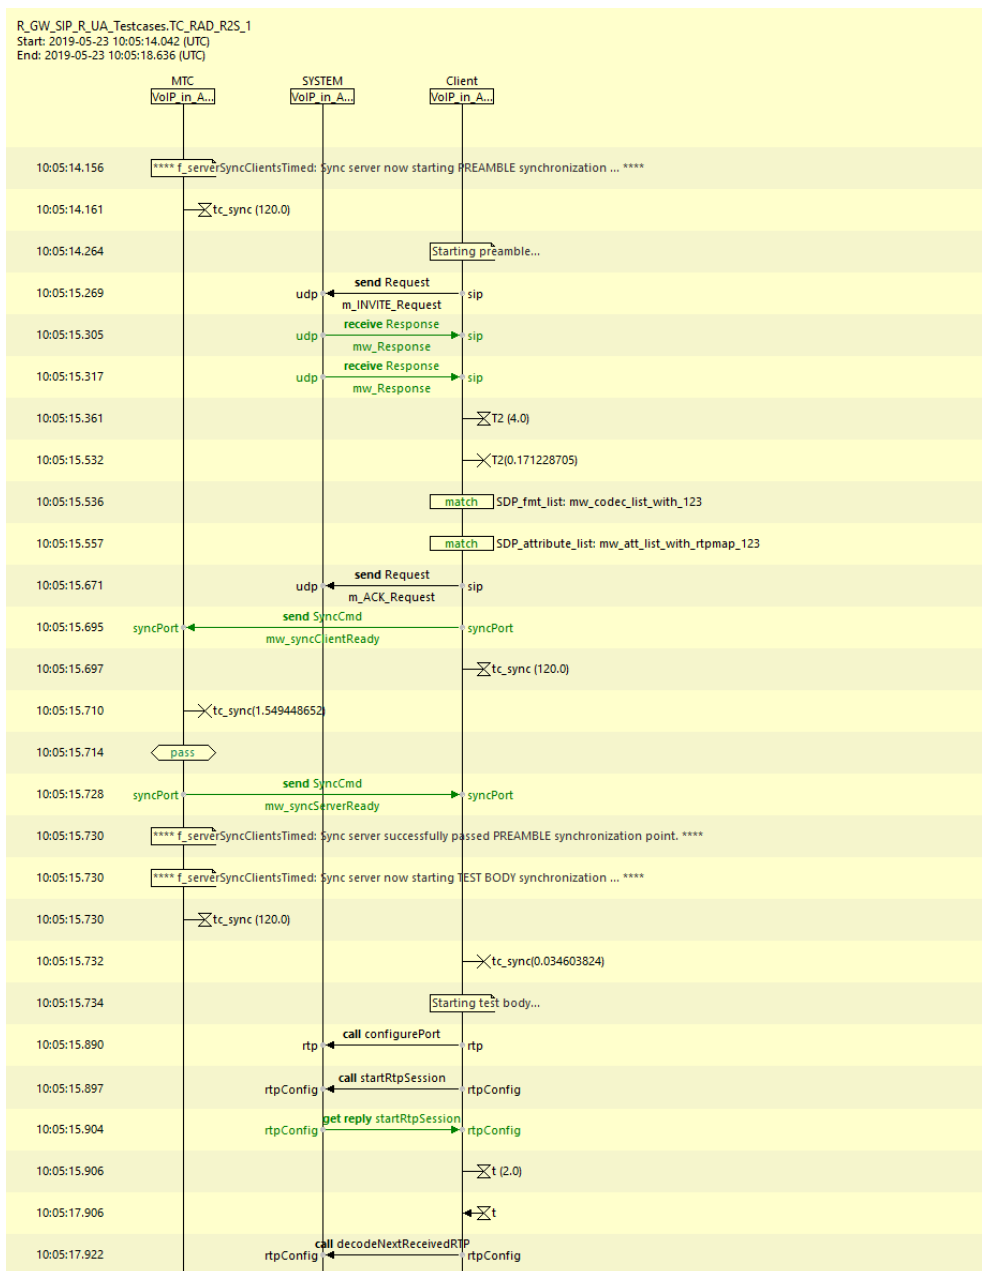 R_GW_SIP_R_UA_Testcases.TC_RAD_R2S_1
Start: 2019-05-23 10:05:14.042 (UTC)
End: 2019-05-23 10:05:18.636 (UTC)
MTC SYSTEM Client
VoIP_in_A... VoIP_in_A... VoIP_in_A...
10:05:14.156 **** f_serverSyncClientsTimed: Sync server now starting PREAMBLE synchronization ... ****
10:05:14.161 tc_sync (120.0)
10:05:14.264 Starting preamble...
send Request
10:05:15.269 udp sip
m_INVITE_Request
receive Response
10:05:15.305 udp sip
mw_Response
receive Response
10:05:15.317 udp sip
mw_Response
10:05:15.361 T2 (4.0)
10:05:15.532 T2(0.171228705)
10:05:15.536 match SDP_fmt_list: mw_codec_list_with_123
10:05:15.557 match SDP_attribute_list: mw_att_list_with_rtpmap_123
send Request
10:05:15.671 udp sip
m_ACK_Request
send SyncCmd
10:05:15.695 syncPort syncPort
mw_syncClientReady
10:05:15.697 tc_sync (120.0)
10:05:15.710 tc_sync(1.549448652)
10:05:15.714 pass
send SyncCmd
10:05:15.728 syncPort syncPort
mw_syncServerReady
10:05:15.730 **** f_serverSyncClientsTimed: Sync server successfully passed PREAMBLE synchronization point. ****
10:05:15.730 **** f_serverSyncClientsTimed: Sync server now starting TEST BODY synchronization ... ****
10:05:15.730 tc_sync (120.0)
10:05:15.732 tc_sync(0.034603824)
10:05:15.734 Starting test body...
call configurePort
10:05:15.890 rtp rtp
call startRtpSession
10:05:15.897 rtpConfig rtpConfig
get reply startRtpSession
10:05:15.904 rtpConfig rtpConfig
10:05:15.906 t (2.0)
10:05:17.906 t
call decodeNextReceivedRTP
10:05:17.922 rtpConfig rtpConfig